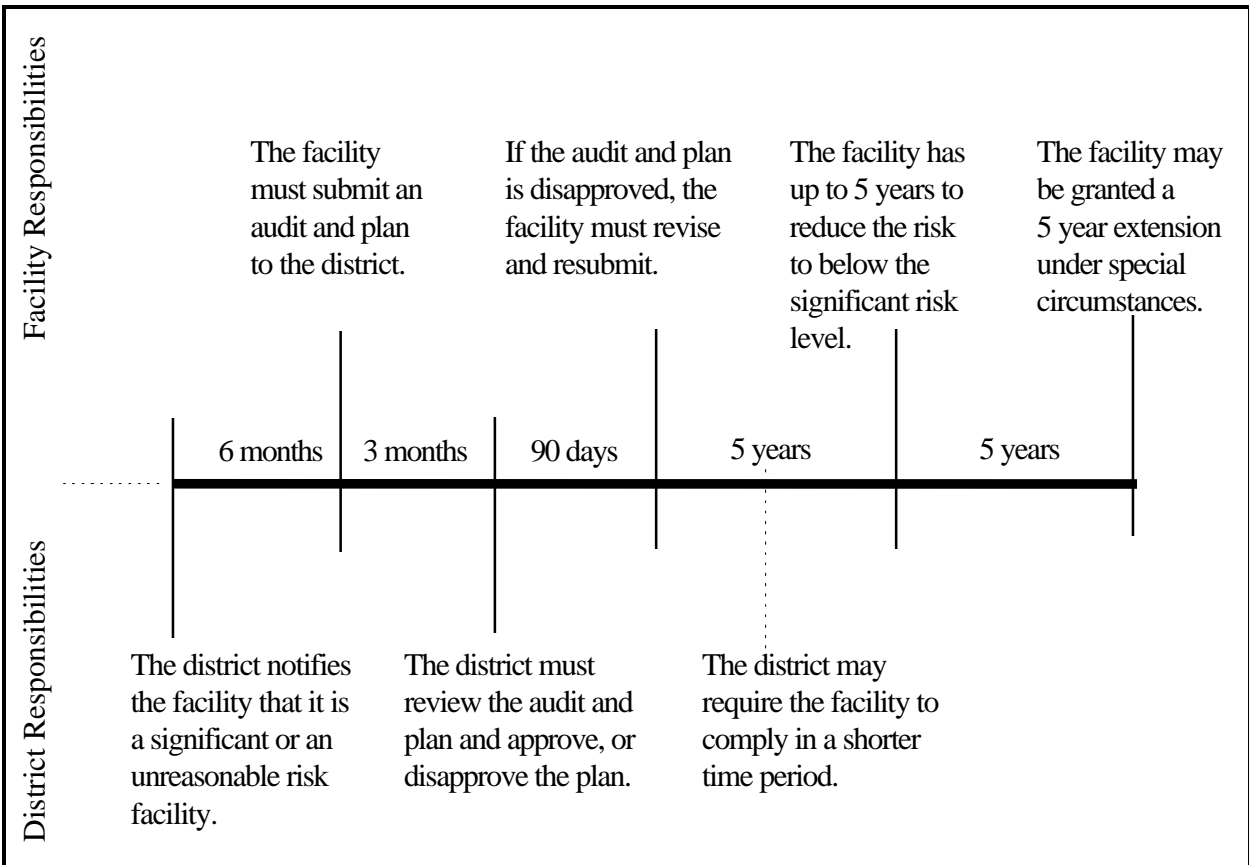 Facility Responsibilities
The facility
must submit an
audit and plan
to the district.
If the audit and plan
is disapproved, the
facility must revise
and resubmit.
The facility has
up to 5 years to
reduce the risk
to below the
significant risk
level.
The facility may
be granted a
5 year extension
under special
circumstances.
6 months
3 months
90 days
5 years
5 years
District Responsibilities
The district notifies
the facility that it is
a significant or an
unreasonable risk
facility.
The district must
review the audit and
plan and approve, or
disapprove the plan.
The district may
require the facility to
comply in a shorter
time period.